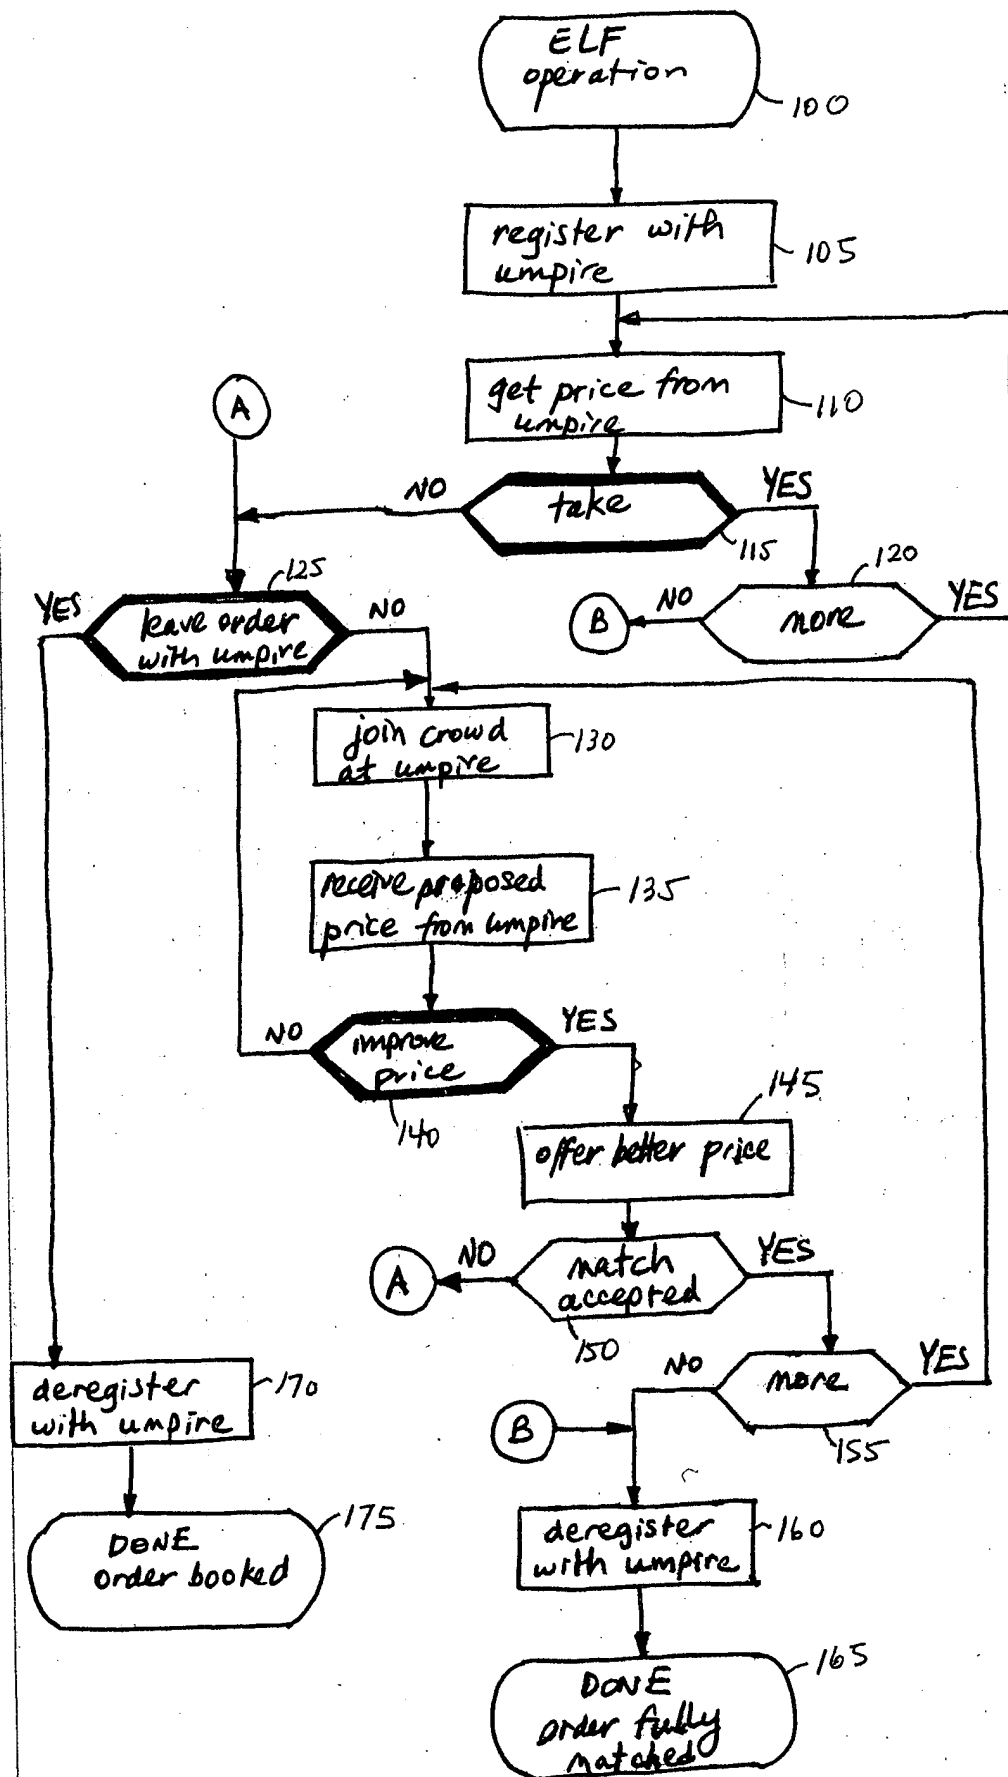 ELF
operation
100
register with
umpire
105
get price from
umpire
110
A
NO
take
YES
115
120
125
YES
leave order
with umpire
NO
B
NO
more
YES
join crowd
at umpire
130
receive proposed
price from umpire
135
NO
improve
price
YES
140
145
offer better price
A
NO
match
accepted
YES
150
NO
more
YES
155
deregister
with umpire
170
B
DONE
order booked
175
deregister
with umpire
160
DONE
order fully
matched
165